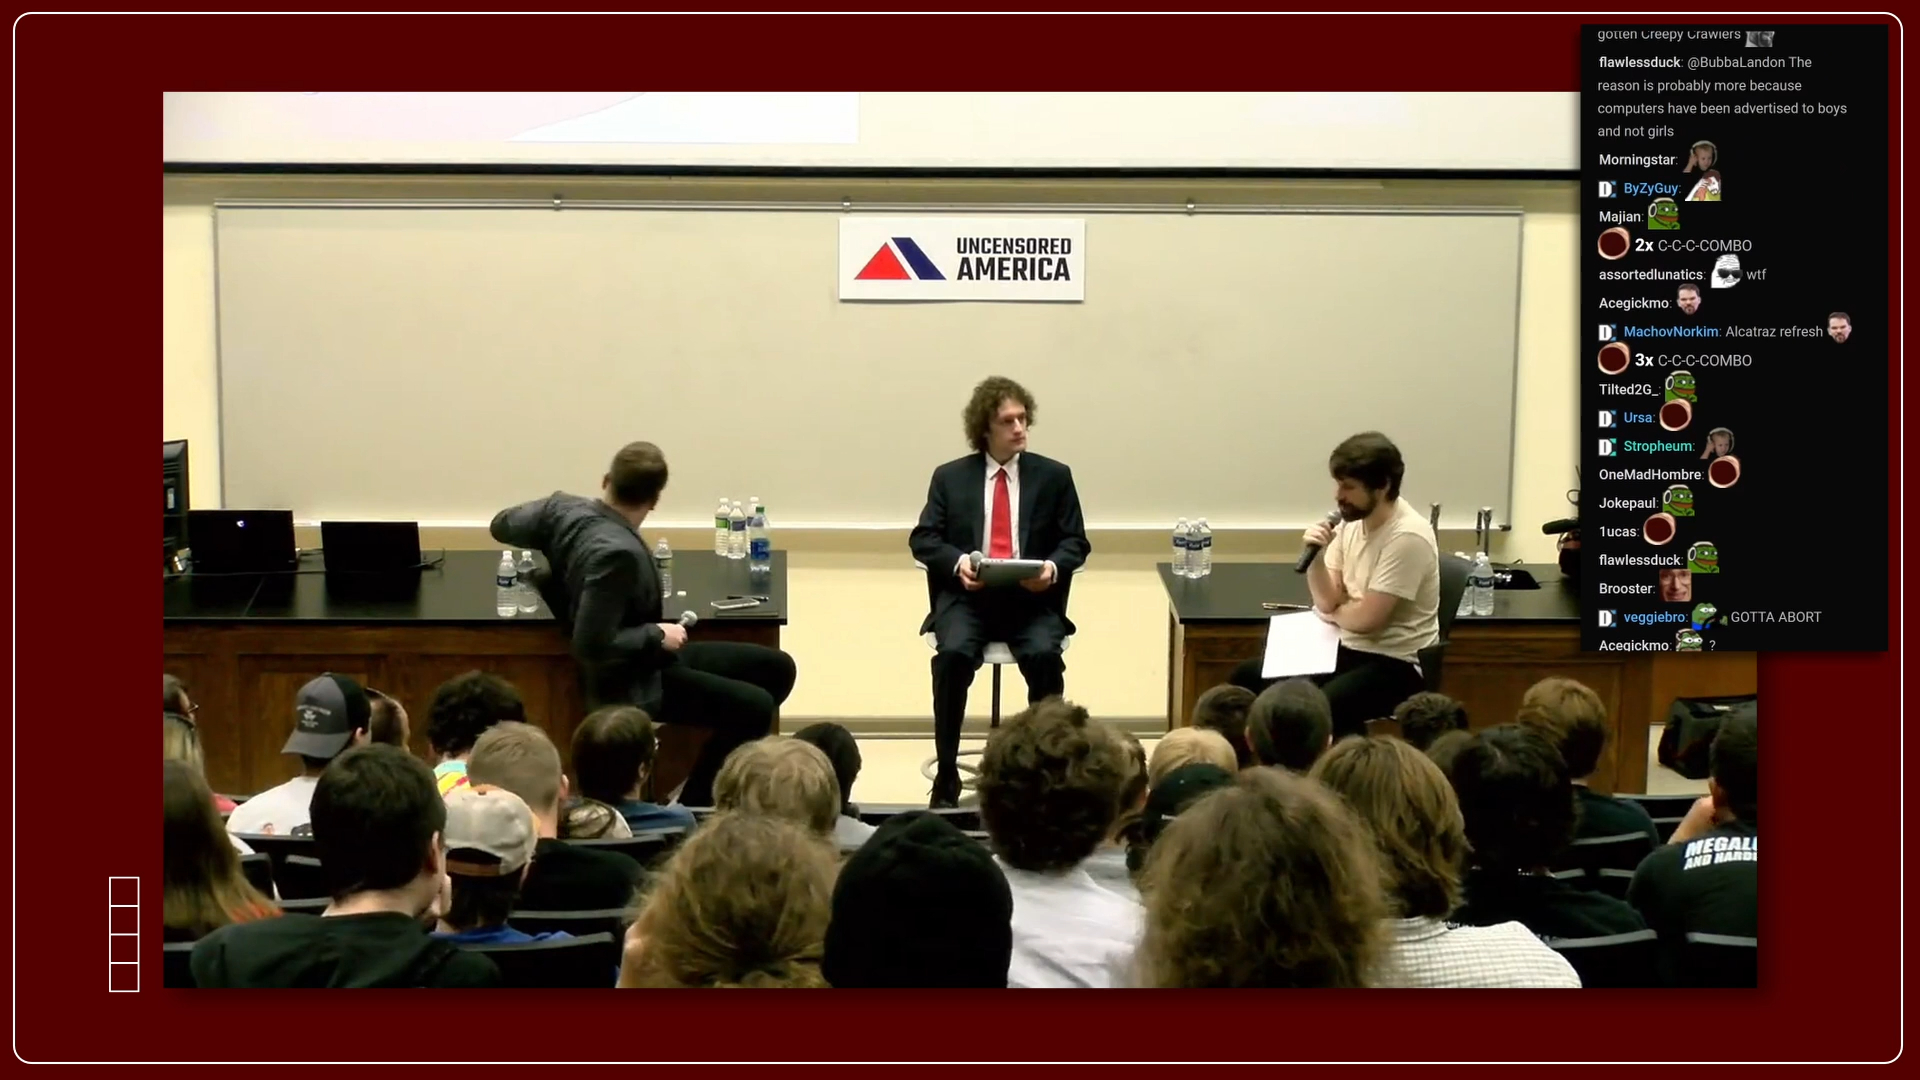 gotten Creepy Crawlers
flawlessduck: @BubbaLandon The
reason is probably more because
computers have been advertised to boys
and not girls
Morningstar:
ByZyGuy:
Majian:
2x C-C-C-COMBO
assortedlunatics: wtf
Acegickmo:
MachovNorkim: Alcatraz refresh
3x C-C-C-COMBO
Tilted2G_:
Ursa:
Stropheum:
OneMadHombre:
Jokepaul:
1ucas:
flawlessduck:
Brooster:
veggiebro: GOTTA ABORT
Acegickmo: ?
UNCENSORED
AMERICA
MEGALO
AND HARD